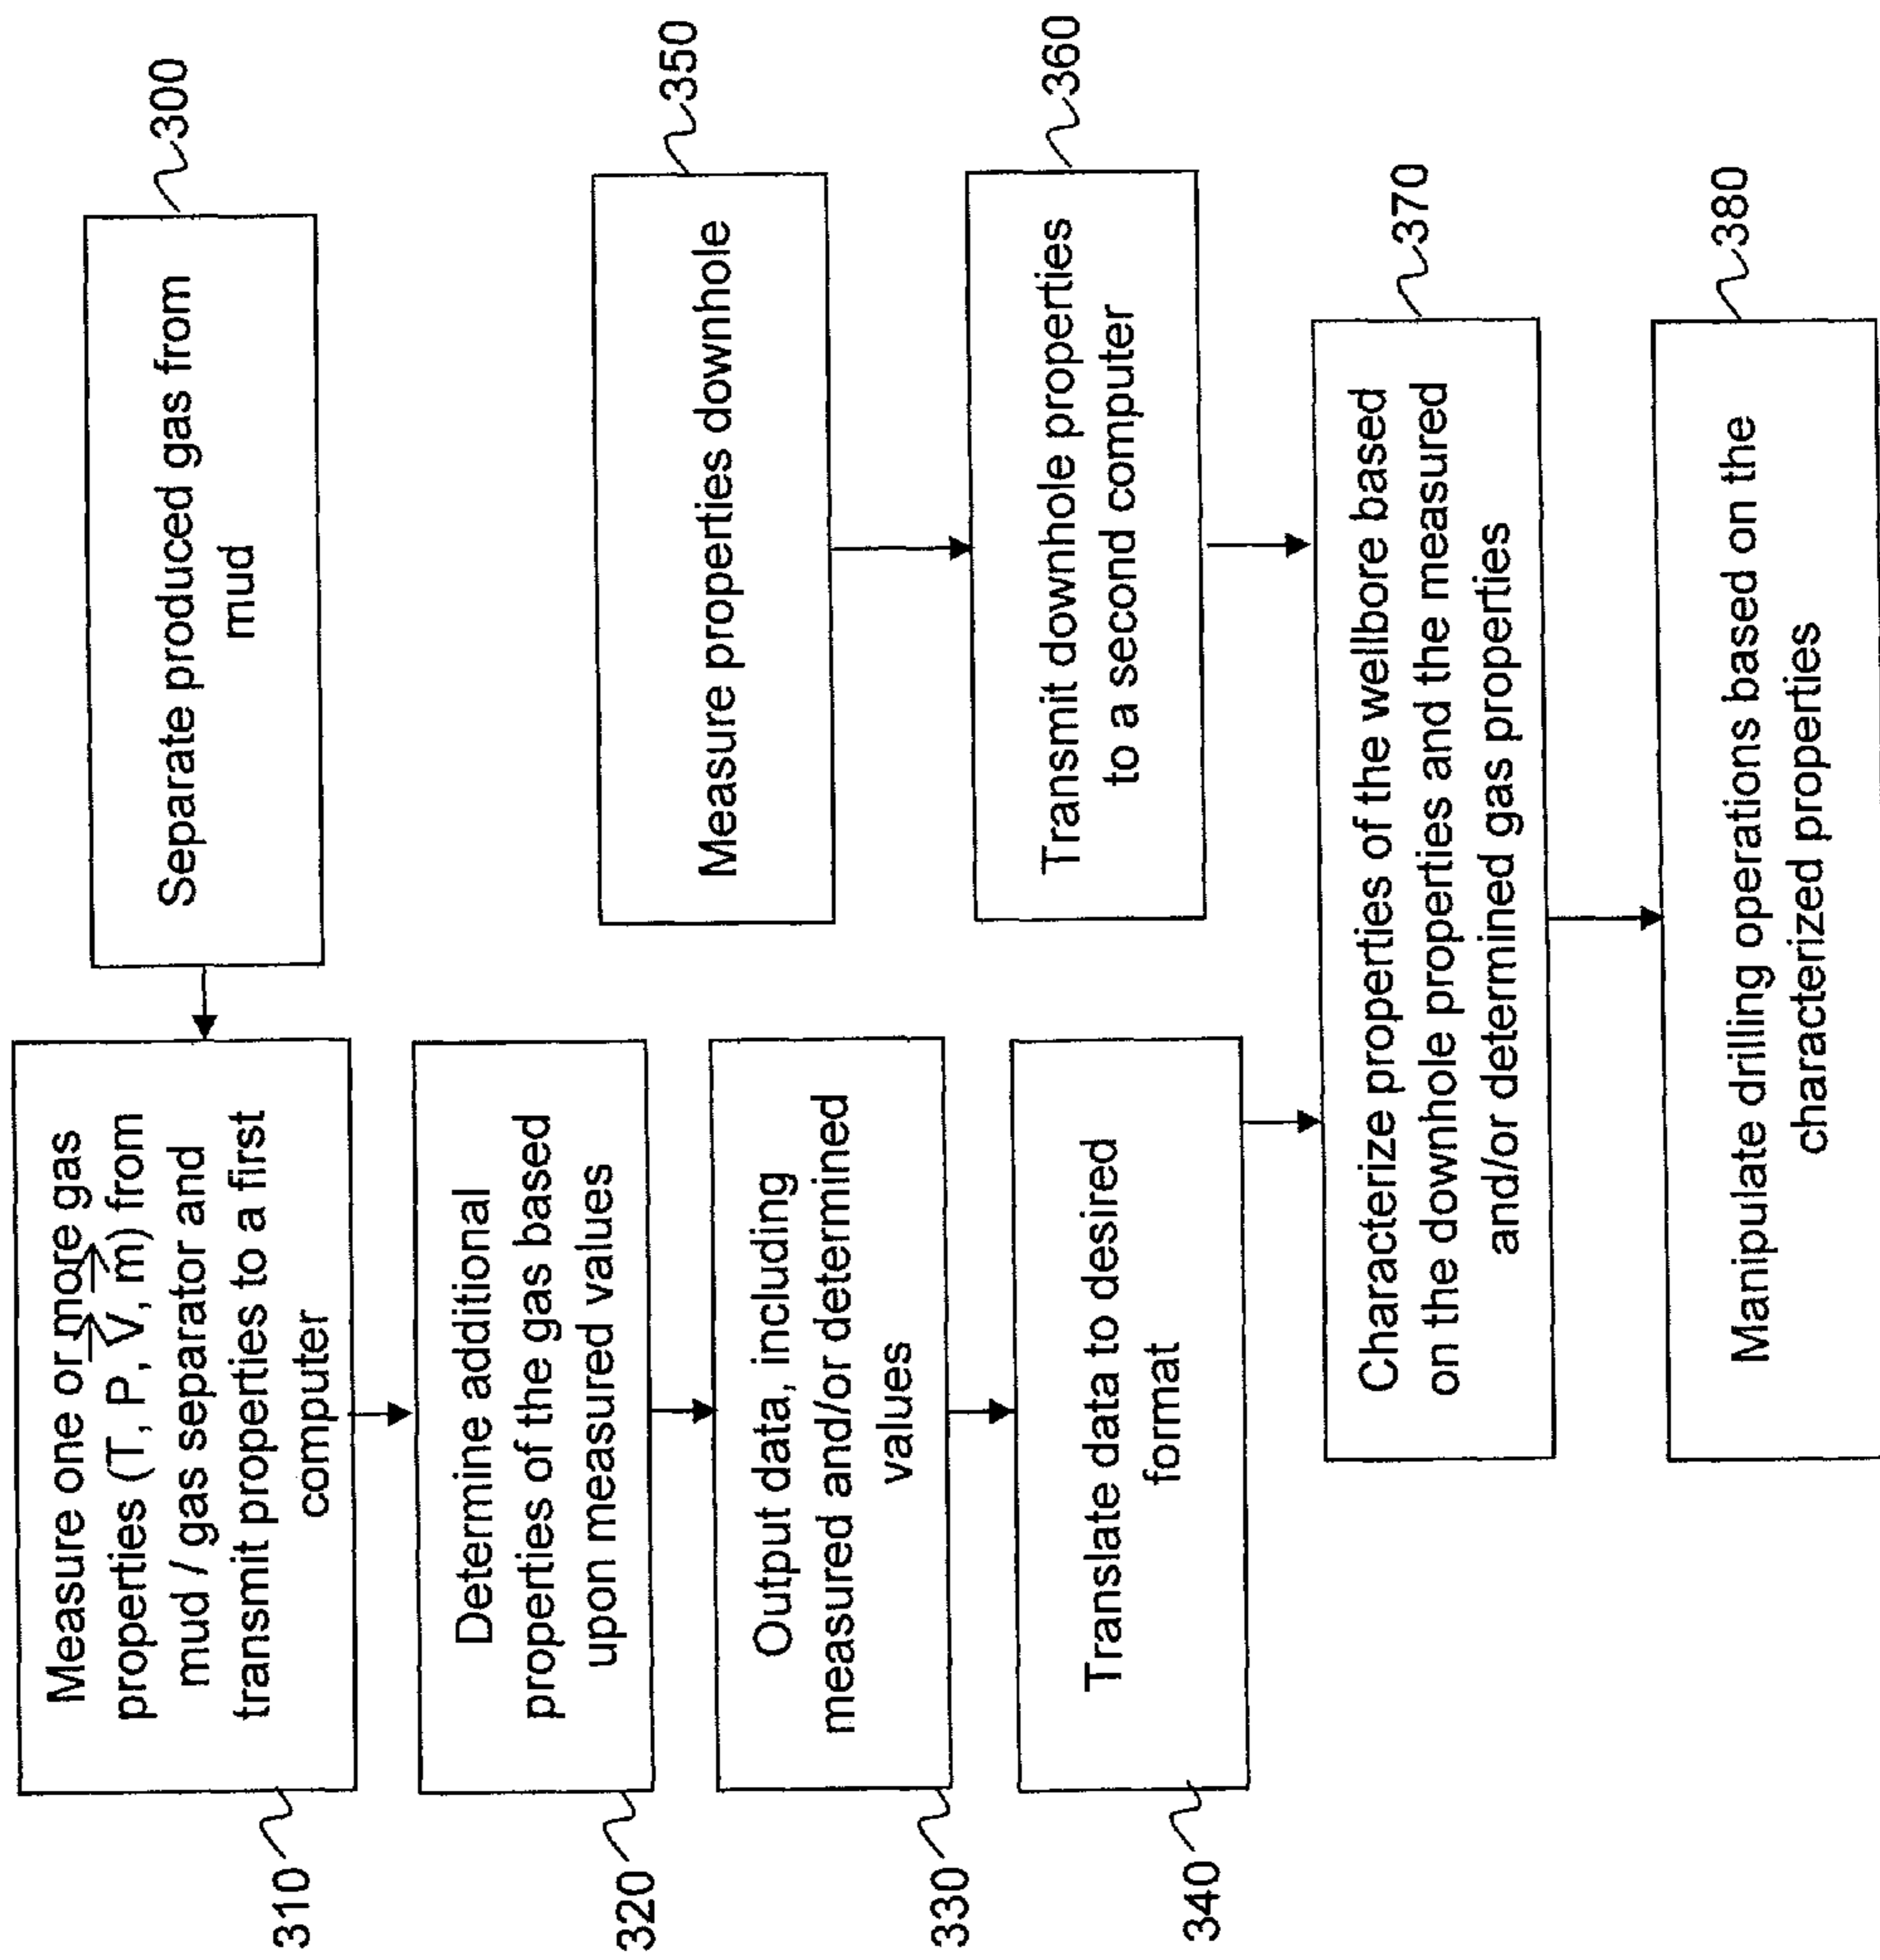 300
Separate produced gas from
mud
310
Measure one or more gas
properties (T, P, V, m) from
mud / gas separator and
transmit properties to a first
computer
320
Determine additional
properties of the gas based
upon measured values
330
Output data, including
measured and/or determined
values
340
Translate data to desired
format
350
Measure properties downhole
360
Transmit downhole properties
to a second computer
370
Characterize properties of the wellbore based
on the downhole properties and the measured
and/or determined gas properties
380
Manipulate drilling operations based on the
characterized properties